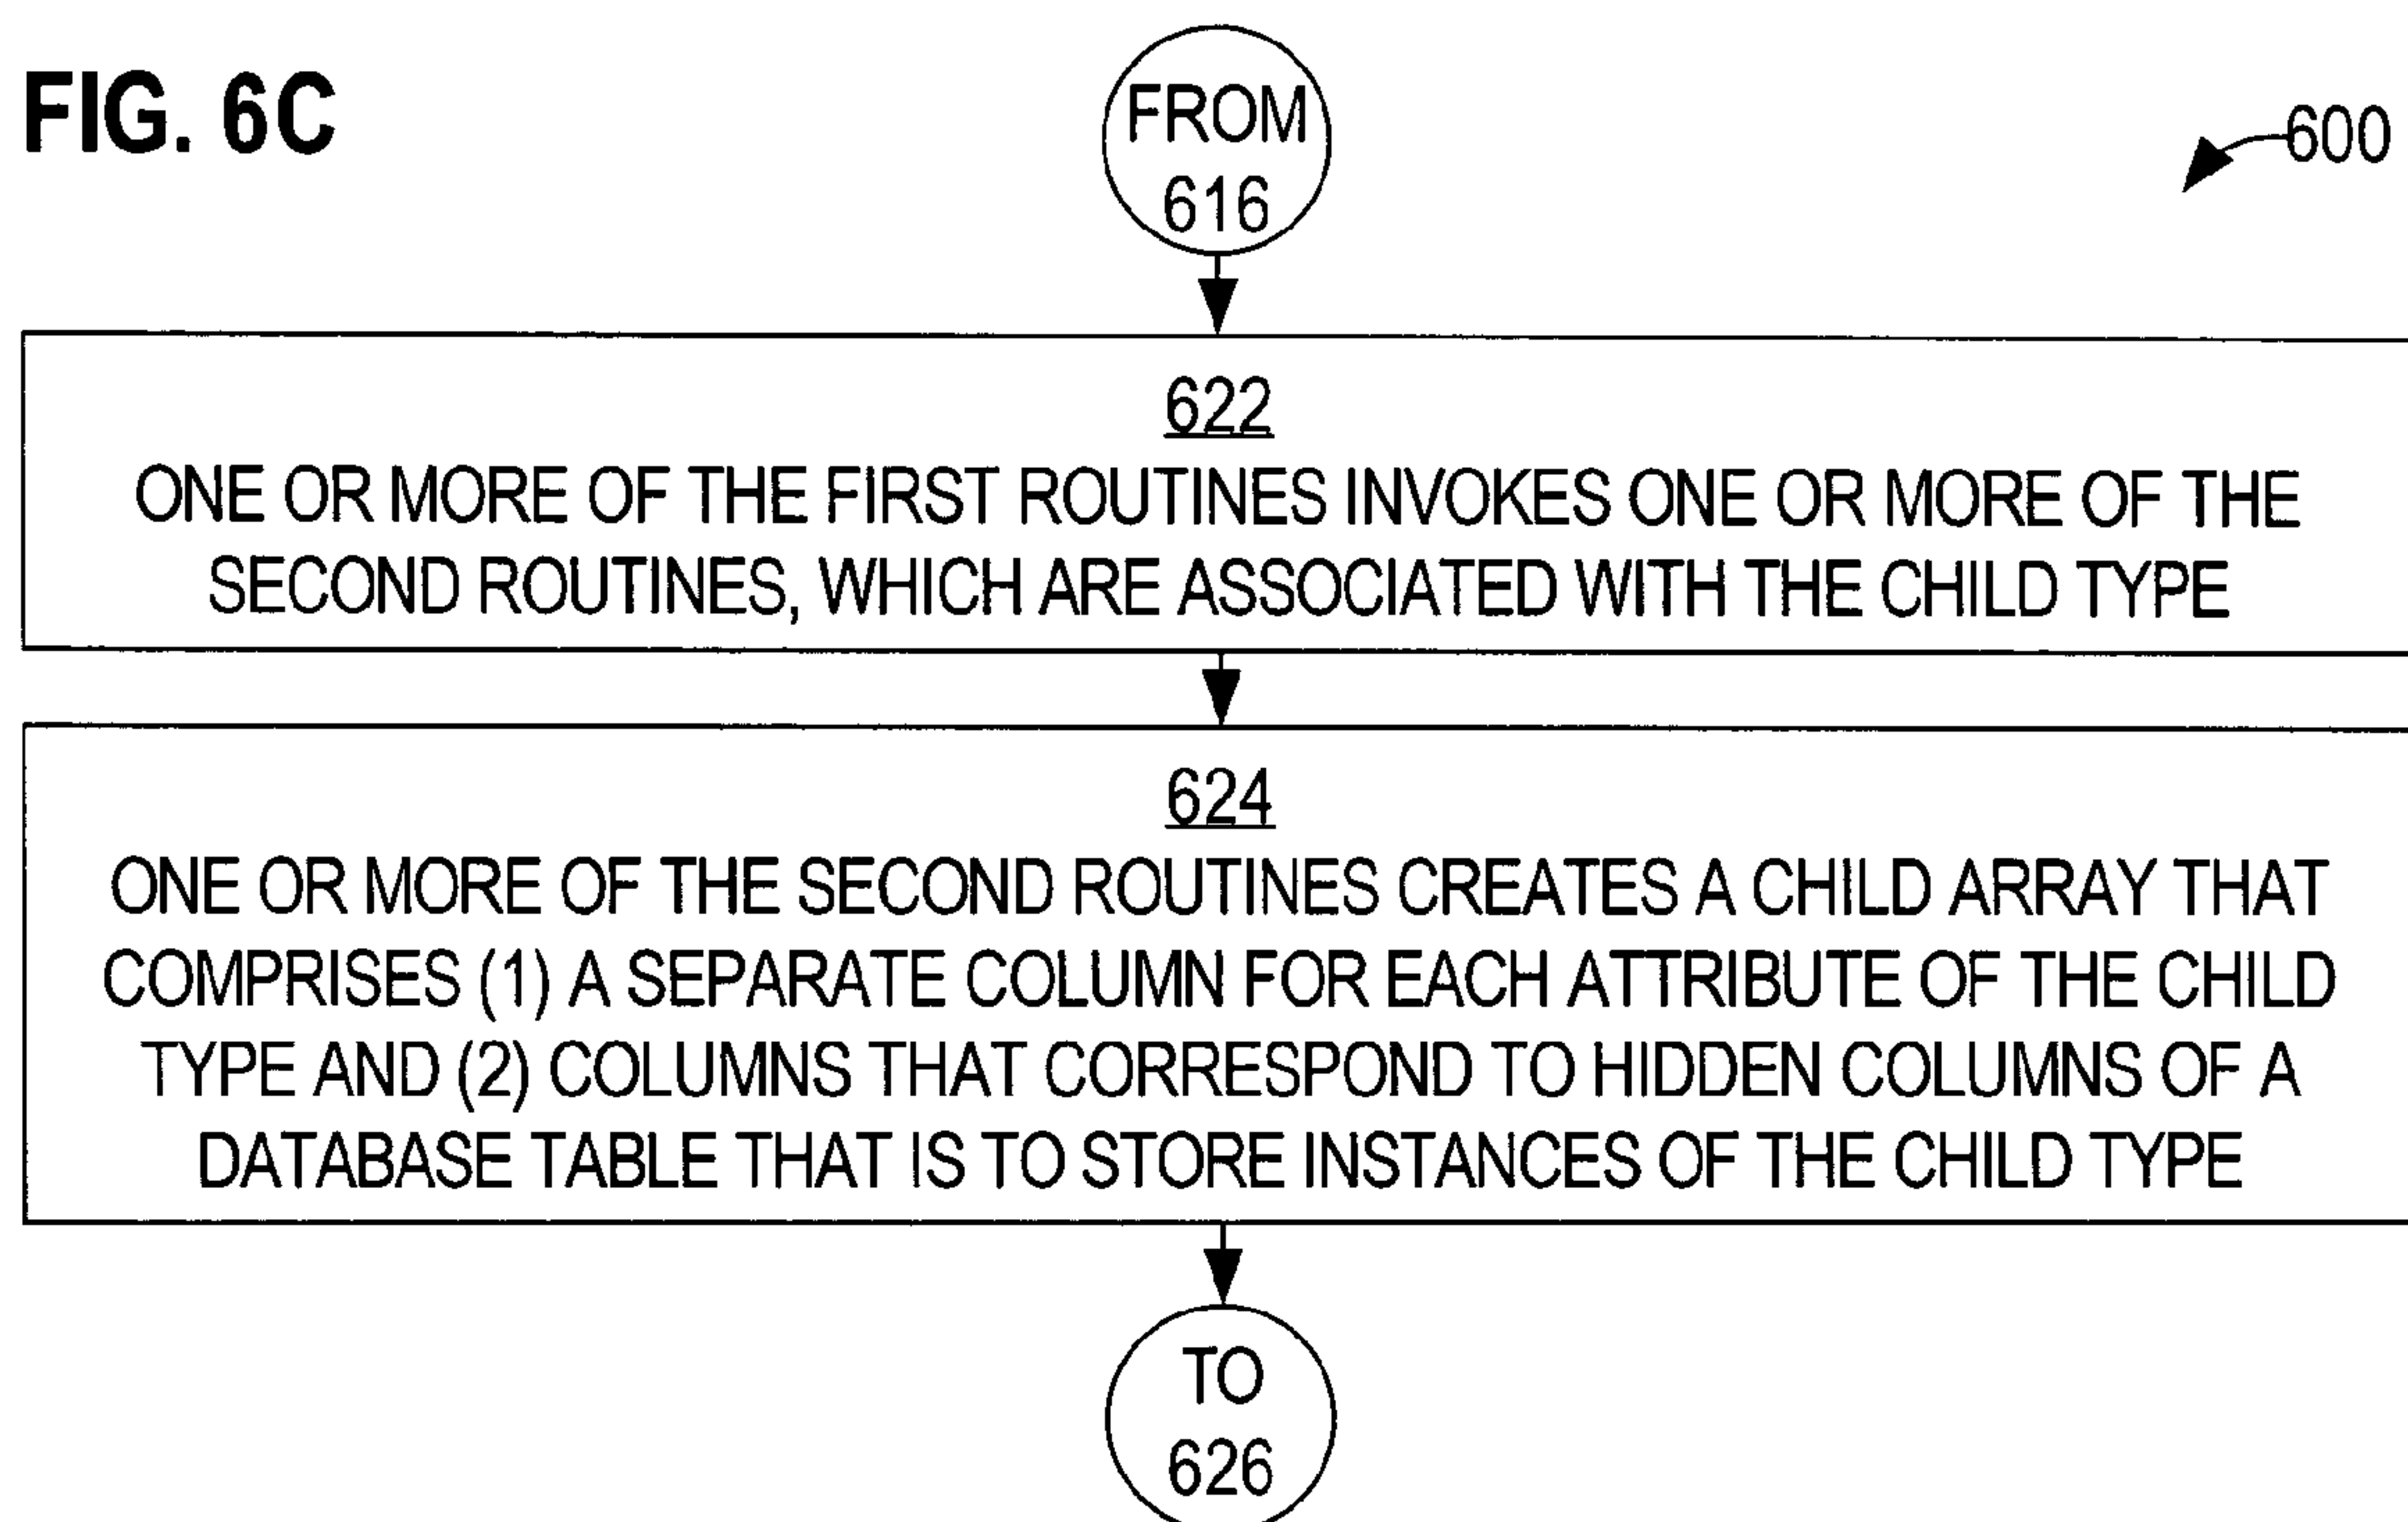 FIG. 6C
FROM
616
600
622
ONE OR MORE OF THE FIRST ROUTINES INVOKES ONE OR MORE OF THE
SECOND ROUTINES, WHICH ARE ASSOCIATED WITH THE CHILD TYPE
624
ONE OR MORE OF THE SECOND ROUTINES CREATES A CHILD ARRAY THAT
COMPRISES (1) A SEPARATE COLUMN FOR EACH ATTRIBUTE OF THE CHILD
TYPE AND (2) COLUMNS THAT CORRESPOND TO HIDDEN COLUMNS OF A
DATABASE TABLE THAT IS TO STORE INSTANCES OF THE CHILD TYPE
TO
626